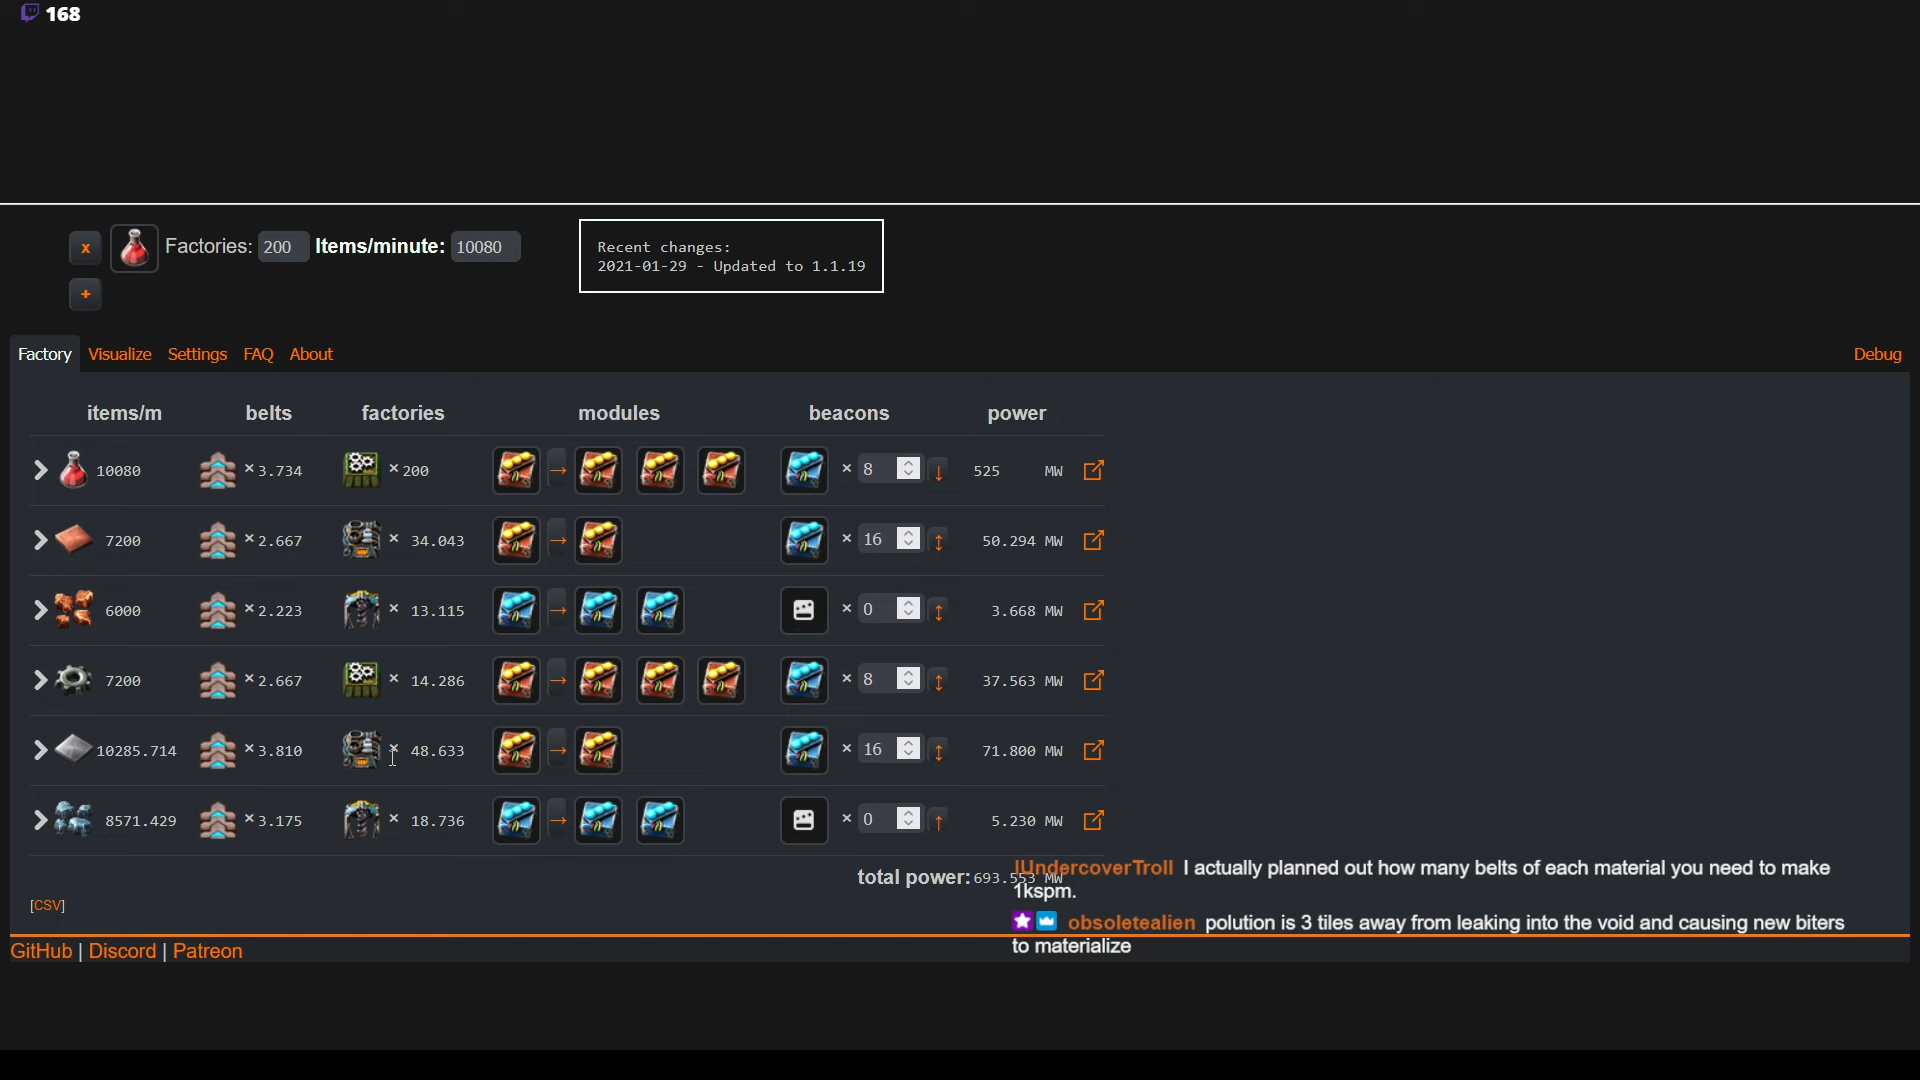 168
x Factories: 200 Items/minute: 10080
Recent changes:
2021-01-29 - Updated to 1.1.19
+
Factory Visualize Settings FAQ About Debug
items/m belts factories modules beacons power
10080 × 3.734 × 200 → × 8 ↓ 525 MW
7200 × 2.667 × 34.043 → × 16 ↕ 50.294 MW
6000 × 2.223 × 13.115 → × 0 ↕ 3.668 MW
7200 × 2.667 × 14.286 → × 8 ↕ 37.563 MW
10285.714 × 3.810 × 48.633 → × 16 ↕ 71.800 MW
8571.429 × 3.175 × 18.736 → × 0 ↑ 5.230 MW
total power: 693.553 MW
[CSV]
lUndercoverTroll I actually planned out how many belts of each material you need to make
1kspm.
obsoletealien polution is 3 tiles away from leaking into the void and causing new biters
to materialize
GitHub | Discord | Patreon